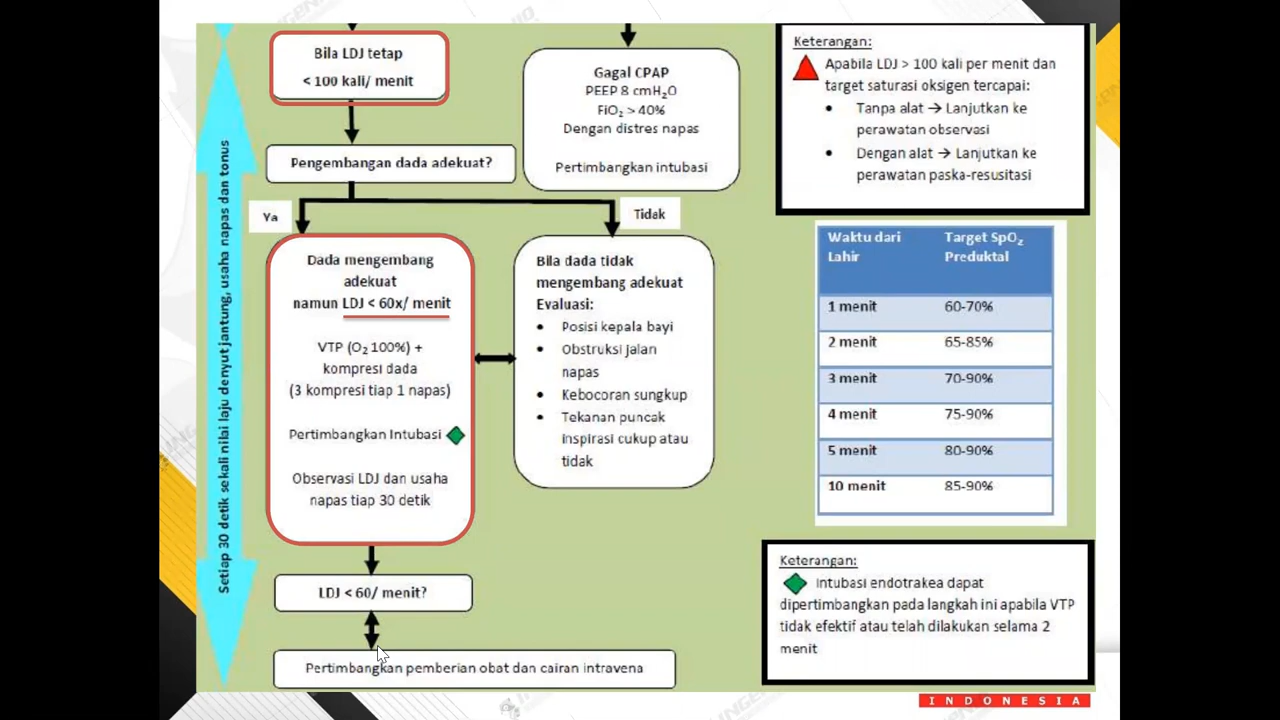 Bila LDJ tetap
< 100 kali/ menit
Gagal CPAP
PEEP 8 cmH₂O
FiO₂ > 40%
Dengan distres napas
Pertimbangkan intubasi
Keterangan:
Apabila LDJ > 100 kali per menit dan
target saturasi oksigen tercapai:
• Tanpa alat → Lanjutkan ke
perawatan observasi
• Dengan alat → Lanjutkan ke
perawatan paska-resusitasi
Pengembangan dada adekuat?
Ya
Tidak
Dada mengembang
adekuat
namun LDJ < 60x/ menit
VTP (O₂ 100%) +
kompresi dada
(3 kompresi tiap 1 napas)
Pertimbangkan Intubasi
Observasi LDJ dan usaha
napas tiap 30 detik
Bila dada tidak
mengembang adekuat
Evaluasi:
• Posisi kepala bayi
• Obstruksi jalan
napas
• Kebocoran sungkup
• Tekanan puncak
inspirasi cukup atau
tidak
Waktu dari
Lahir
Target SpO₂
Preduktal
1 menit 60-70%
2 menit 65-85%
3 menit 70-90%
4 menit 75-90%
5 menit 80-90%
10 menit 85-90%
LDJ < 60/ menit?
Pertimbangkan pemberian obat dan cairan intravena
Keterangan:
Intubasi endotrakea dapat
dipertimbangkan pada langkah ini apabila VTP
tidak efektif atau telah dilakukan selama 2
menit
Setiap 30 detik sekali nilai laju denyut jantung, usaha napas dan tonus
INDONESIA